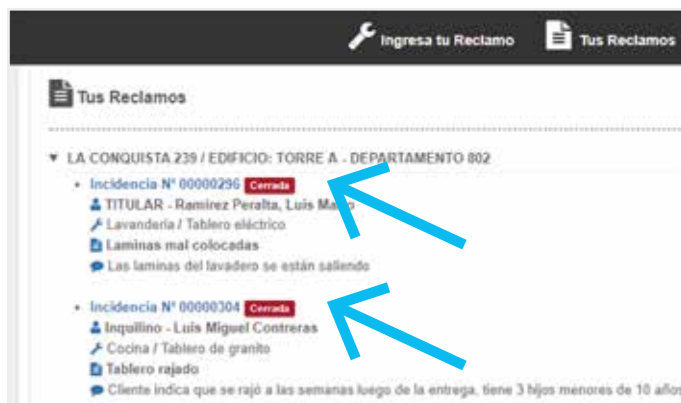 Ingresa tu Reclamo Tus Reclamos
Tus Reclamos
LA CONQUISTA 239 / EDIFICIO: TORRE A - DEPARTAMENTO 802
Incidencia N° 00000296 Cerrada
TITULAR - Ramirez Peralta, Luis
Lavandería / Tablero eléctrico
Laminas mal colocadas
Las laminas del lavadero se están saliendo
Incidencia N° 00000304 Cerrada
Inquilino - Luis Miguel Contreras
Cocina / Tablero de granito
Tablero rajado
Cliente indica que se rajó a las semanas luego de la entrega, tiene 3 hijos menores de 10 años